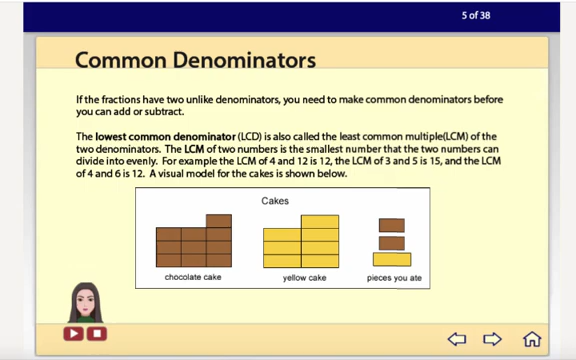 5 of 38
Common Denominators
If the fractions have two unlike denominators, you need to make common denominators before
you can add or subtract.
The lowest common denominator (LCD) is also called the least common multiple(LCM) of the
two denominators. The LCM of two numbers is the smallest number that the two numbers can
divide into evenly. For example the LCM of 4 and 12 is 12, the LCM of 3 and 5 is 15, and the LCM
of 4 and 6 is 12. A visual model for the cakes is shown below.
Cakes
chocolate cake
yellow cake
pieces you ate